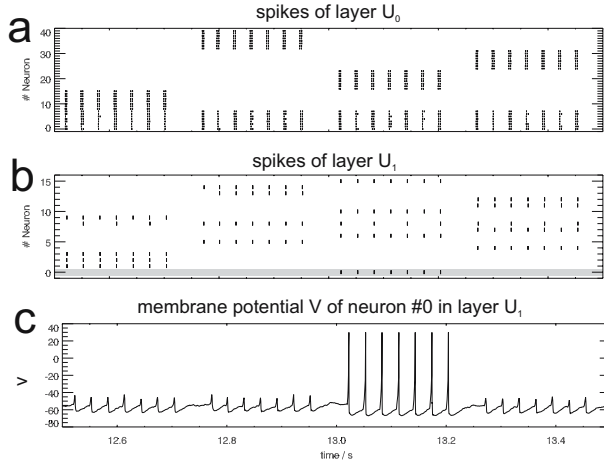 a
spikes of layer U0
# Neuron
40
30
20
10
0
b
spikes of layer U1
# Neuron
15
10
5
0
c
membrane potential V of neuron #0 in layer U1
V
40
20
0
-20
-40
-60
-80
12.6
12.8
13.0
13.2
13.4
time / s